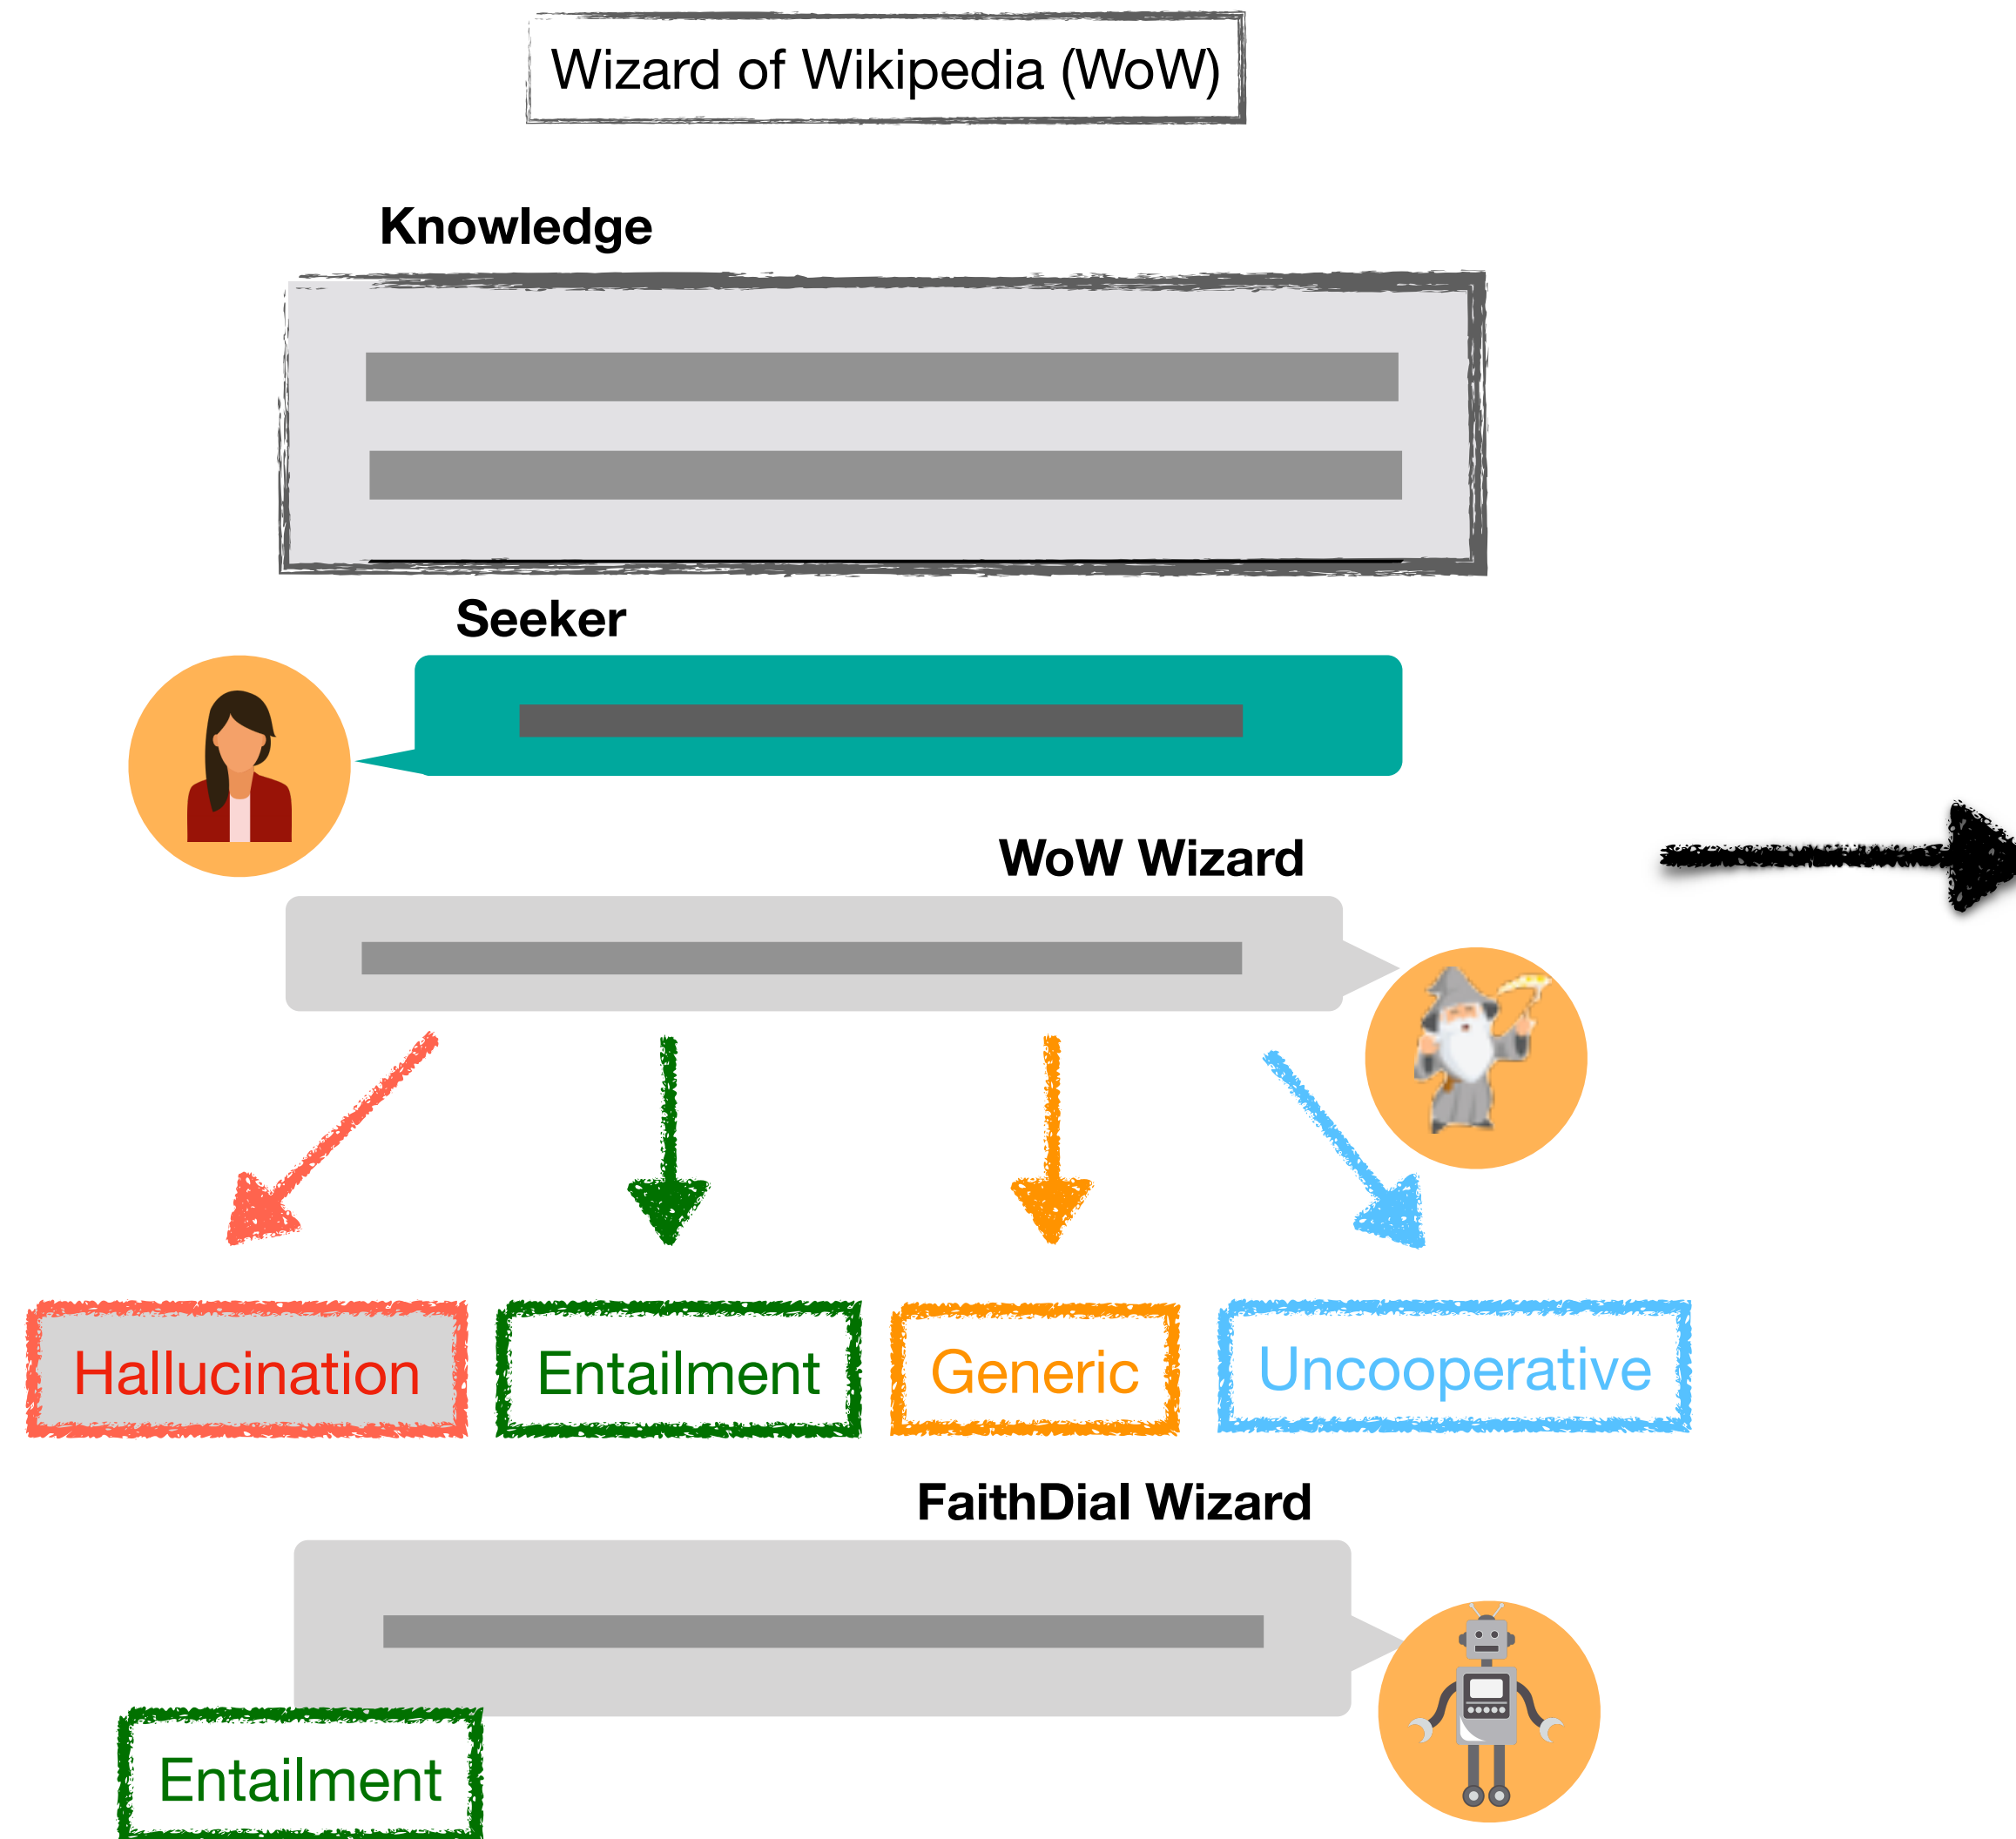 Wizard of Wikipedia (WoW)
Knowledge
Seeker
WoW Wizard
Hallucination
Entailment
Generic
Uncooperative
FaithDial Wizard
Entailment